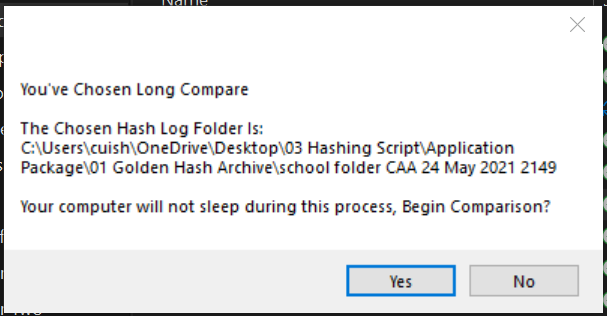 Name
You've Chosen Long Compare
The Chosen Hash Log Folder Is:
C:\Users\cuish\OneDrive\Desktop\03 Hashing Script\Application
Package\01 Golden Hash Archive\school folder CAA 24 May 2021 2149
Your computer will not sleep during this process, Begin Comparison?
Yes
No